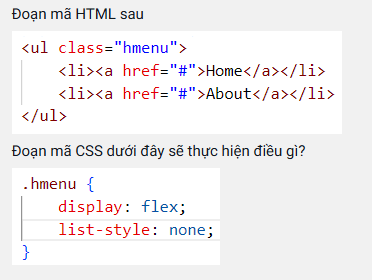 Đoạn mã HTML sau
<ul class="hmenu">
    <li><a href="#">Home</a></li>
    <li><a href="#">About</a></li>
</ul>
Đoạn mã CSS dưới đây sẽ thực hiện điều gì?
.hmenu {
    display: flex;
    list-style: none;
}